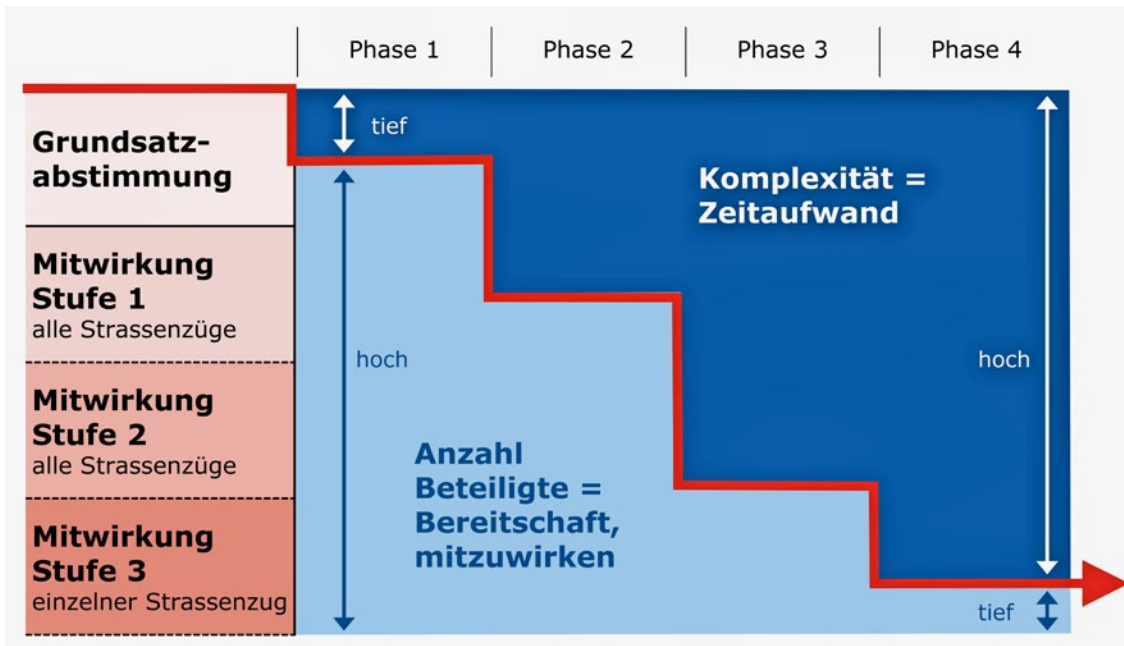 Phase 1
Phase 2
Phase 3
Phase 4
Grundsatz-
abstimmung
Mitwirkung
Stufe 1
alle Strassenzüge
Mitwirkung
Stufe 2
alle Strassenzüge
Mitwirkung
Stufe 3
einzelner Strassenzug
tief
hoch
Anzahl
Beteiligte =
Bereitschaft,
mitzuwirken
Komplexität =
Zeitaufwand
hoch
tief